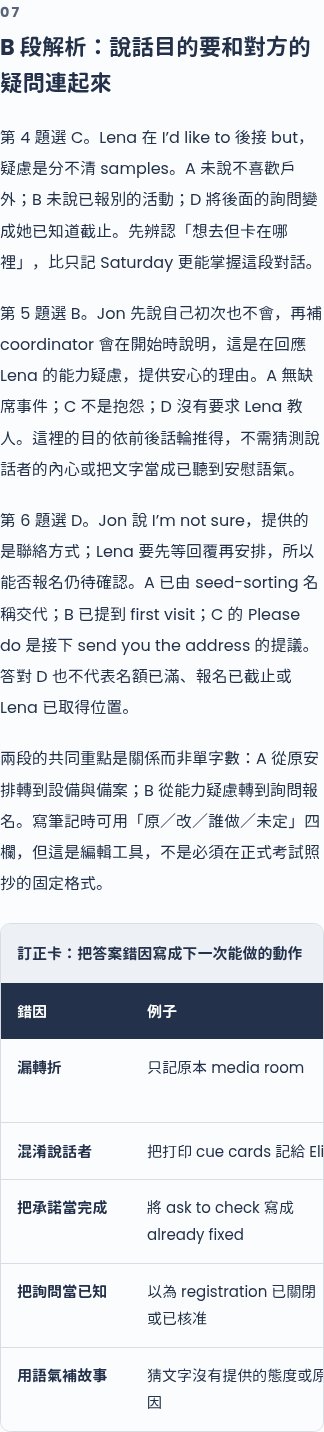 07
B 段解析：說話目的要和對方的
疑問連起來
第 4 題選 C。Lena 在 I’d like to 後接 but，
疑慮是分不清 samples。A 未說不喜歡戶
外；B 未說已報別的活動；D 將後面的詢問變
成她已知道截止。先辨認「想去但卡在哪
裡」，比只記 Saturday 更能掌握這段對話。
第 5 題選 B。Jon 先說自己初次也不會，再補
coordinator 會在開始時說明，這是在回應
Lena 的能力疑慮，提供安心的理由。A 無缺
席事件；C 不是抱怨；D 沒有要求 Lena 教
人。這裡的目的依前後話輪推得，不需猜測說
話者的內心或把文字當成已聽到安慰語氣。
第 6 題選 D。Jon 說 I’m not sure，提供的
是聯絡方式；Lena 要先等回覆再安排，所以
能否報名仍待確認。A 已由 seed-sorting 名
稱交代；B 已提到 first visit；C 的 Please
do 是接下 send you the address 的提議。
答對 D 也不代表名額已滿、報名已截止或
Lena 已取得位置。
兩段的共同重點是關係而非單字數：A 從原安
排轉到設備與備案；B 從能力疑慮轉到詢問報
名。寫筆記時可用「原／改／誰做／未定」四
欄，但這是編輯工具，不是必須在正式考試照
抄的固定格式。
訂正卡：把答案錯因寫成下一次能做的動作
錯因 例子
漏轉折 只記原本 media room
混淆說話者 把打印 cue cards 記給 Eli
把承諾當完成 將 ask to check 寫成
already fixed
把詢問當已知 以為 registration 已關閉
或已核准
用語氣補故事 猜文字沒有提供的態度或原
因